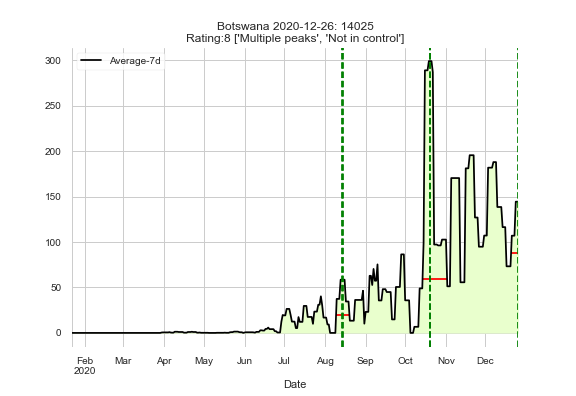 Botswana 2020-12-26: 14025
Rating:8 ['Multiple peaks', 'Not in control']
Average-7d
300
250
200
150
100
50
0
Feb Mar Apr May Jun Jul Aug Sep Oct Nov Dec
2020
Date